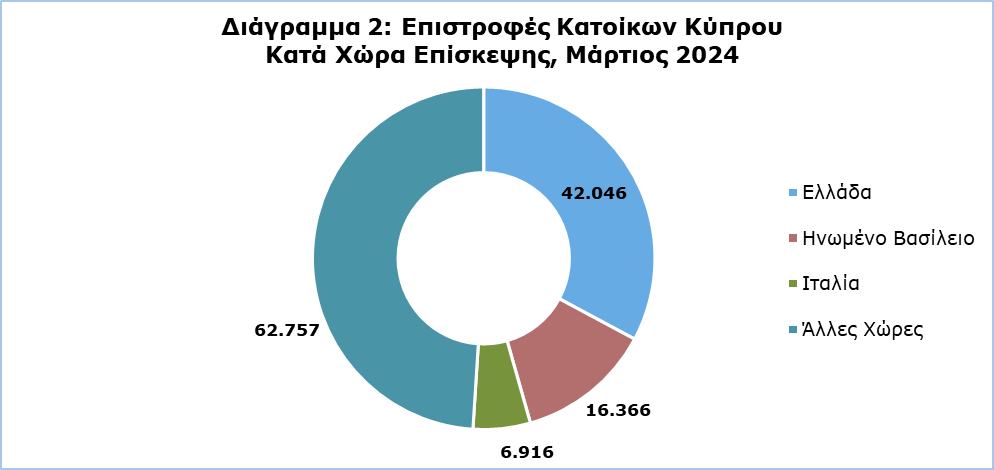 Διάγραμμα 2: Επιστροφές Κατοίκων Κύπρου
Κατά Χώρα Επίσκεψης, Μάρτιος 2024
42.046
16.366
6.916
62.757
Ελλάδα
Ηνωμένο Βασίλειο
Ιταλία
Άλλες Χώρες